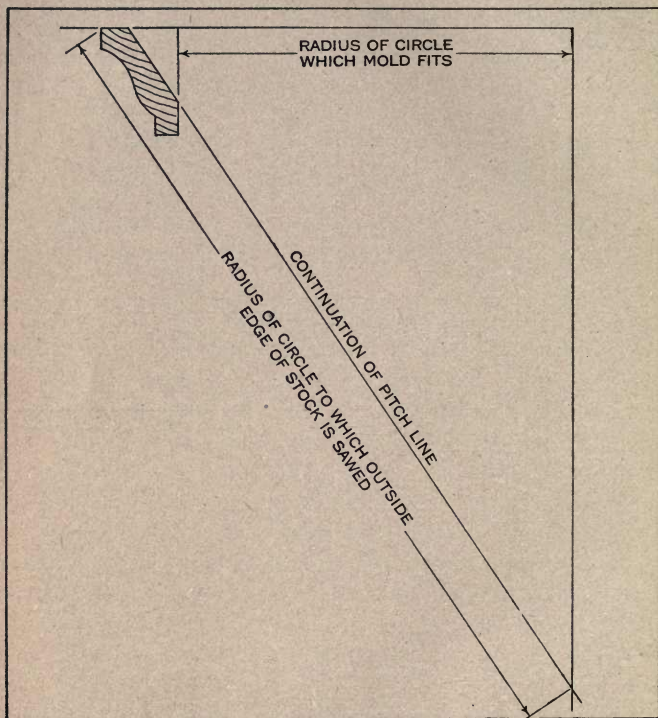 RADIUS OF CIRCLE
WHICH MOLD FITS
CONTINUATION OF PITCH LINE
RADIUS OF CIRCLE TO WHICH OUTSIDE
EDGE OF STOCK IS SAWED